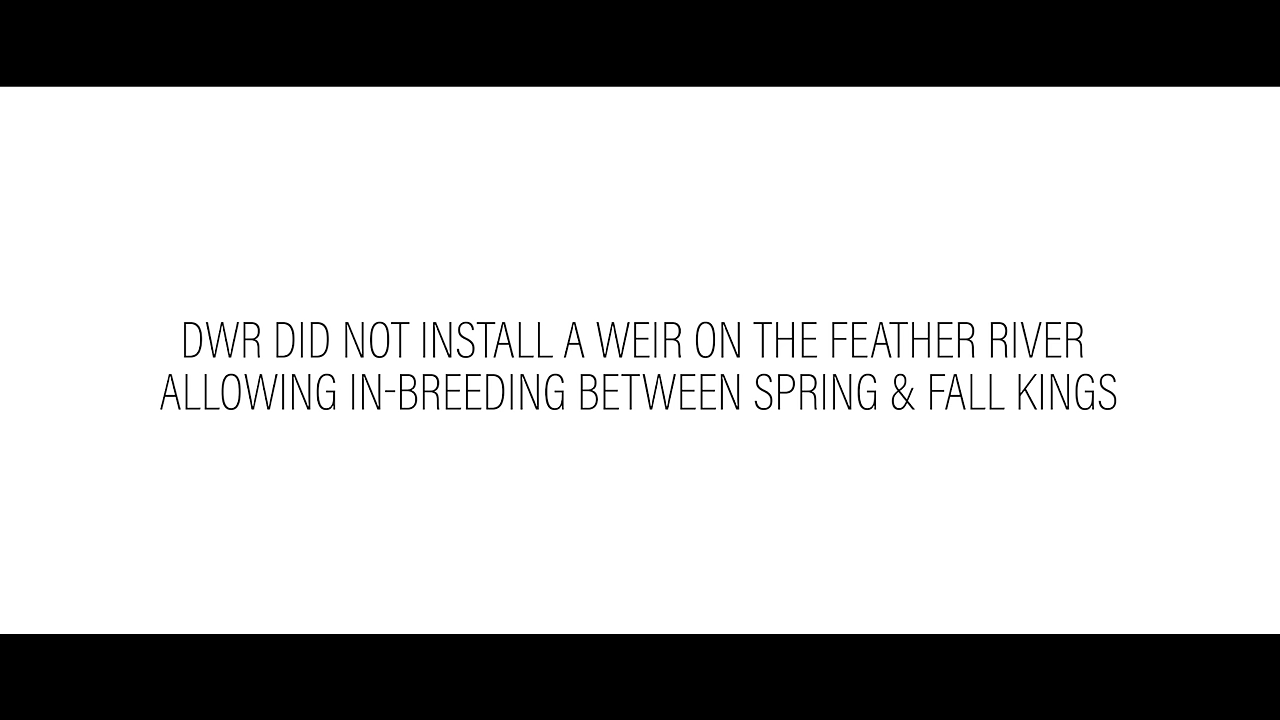 DWR DID NOT INSTALL A WEIR ON THE FEATHER RIVER
ALLOWING IN-BREEDING BETWEEN SPRING & FALL KINGS